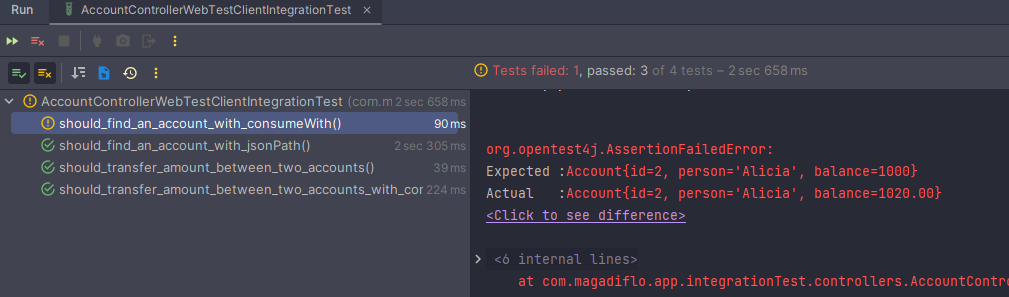 Run AccountControllerWebTestClientIntegrationTest
Tests failed: 1, passed: 3 of 4 tests – 2 sec 658 ms
AccountControllerWebTestClientIntegrationTest (com.m 2 sec 658 ms
should_find_an_account_with_consumeWith() 90 ms
should_find_an_account_with_jsonPath() 2 sec 305 ms
should_transfer_amount_between_two_accounts() 39 ms
should_transfer_amount_between_two_accounts_with_cor 224 ms
org.opentest4j.AssertionFailedError:
Expected :Account{id=2, person='Alicia', balance=1000}
Actual :Account{id=2, person='Alicia', balance=1020.00}
<Click to see difference>
<6 internal lines>
at com.magadiflo.app.integrationTest.controllers.AccountContro